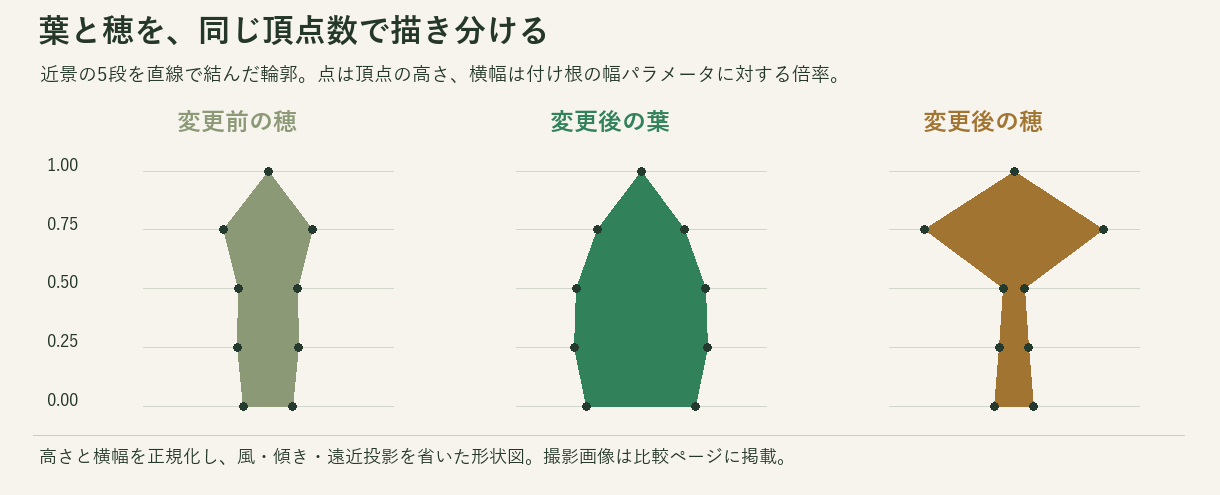 葉と穂を、同じ頂点数で描き分ける
近景の5段を直線で結んだ輪郭。点は頂点の高さ、横幅は付け根の幅パラメータに対する倍率。
変更前の穂
変更後の葉
変更後の穂
1.00
0.75
0.50
0.25
0.00
高さと横幅を正規化し、風・傾き・遠近投影を省いた形状図。撮影画像は比較ページに掲載。